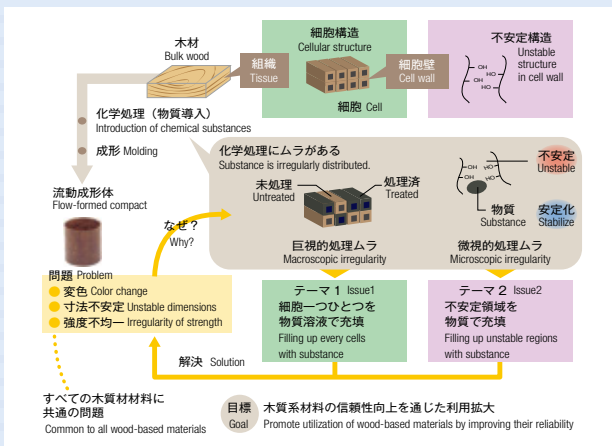 木材
Bulk wood
組織
Tissue
細胞構造
Cellular structure
細胞壁
Cell wall
細胞 Cell
不安定構造
Unstable
structure
in cell wall
OH
HO
OH
HO
化学処理（物質導入）
Introduction of chemical substances
成形 Molding
流動成形体
Flow-formed compact
化学処理にムラがある
Substance is irregularly distributed.
未処理
Untreated
処理済
Treated
巨視的処理ムラ
Macroscopic irregularity
OH
HO
不安定
Unstable
物質
Substance
安定化
Stabilize
微視的処理ムラ
Microscopic irregularity
なぜ？
Why?
問題 Problem
変色 Color change
寸法不安定 Unstable dimensions
強度不均一 Irregularity of strength
テーマ 1 Issue1
細胞一つひとつを
物質溶液で充填
Filling up every cells
with substance
テーマ 2 Issue2
不安定領域を
物質で充填
Filling up unstable regions
with substance
解決 Solution
すべての木質材材料に
共通の問題
Common to all wood-based materials
目標
Goal
木質系材料の信頼性向上を通じた利用拡大
Promote utilization of wood-based materials by improving their reliability